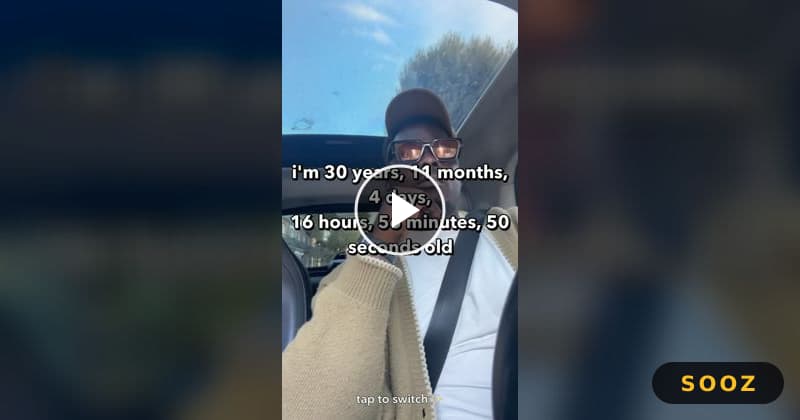 i'm 30 years, 11 months,
4 days,
16 hours, minutes, 50
seconds old
tap to switch
SOOZ